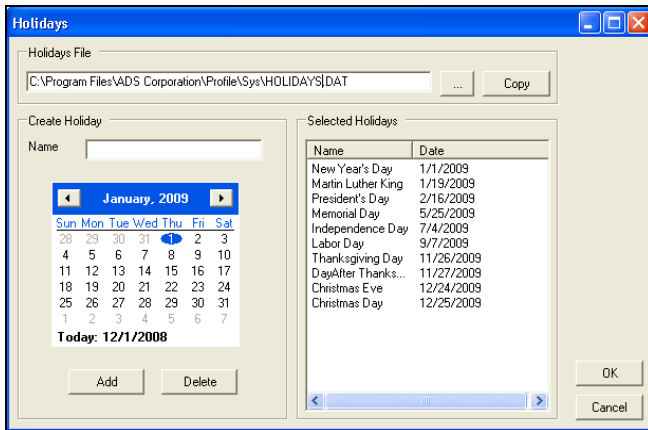 Holidays
Holidays File
C:\Program Files\ADS Corporation\Profile\Sys\HOLIDAYS.DAT
...
Copy
Create Holiday
Name
January, 2009
Sun Mon Tue Wed Thu Fri Sat
28 29 30 31 1 2 3
4 5 6 7 8 9 10
11 12 13 14 15 16 17
18 19 20 21 22 23 24
25 26 27 28 29 30 31
1 2 3 4 5 6 7
Today: 12/1/2008
Add
Delete
Selected Holidays
Name Date
New Year's Day 1/1/2009
Martin Luther King 1/19/2009
President's Day 2/16/2009
Memorial Day 5/25/2009
Independence Day 7/4/2009
Labor Day 9/7/2009
Thanksgiving Day 11/26/2009
DayAfter Thanks... 11/27/2009
Christmas Eve 12/24/2009
Christmas Day 12/25/2009
OK
Cancel